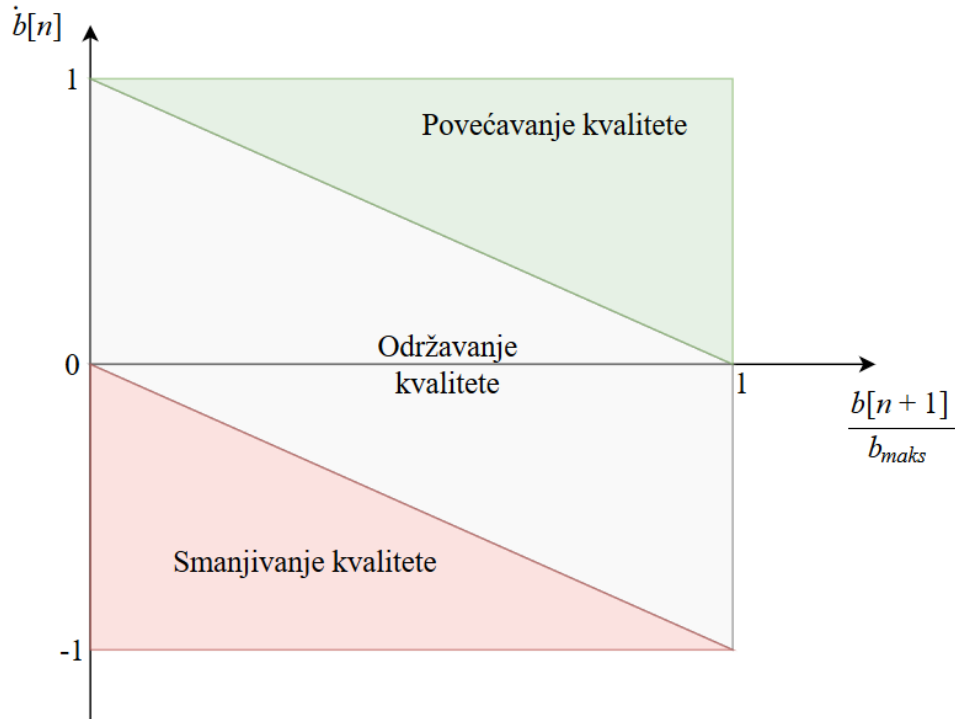 ḃ[n]
1
Povećavanje kvalitete
Održavanje
kvalitete
0
1
b[n + 1]
b_maks
Smanjivanje kvalitete
-1